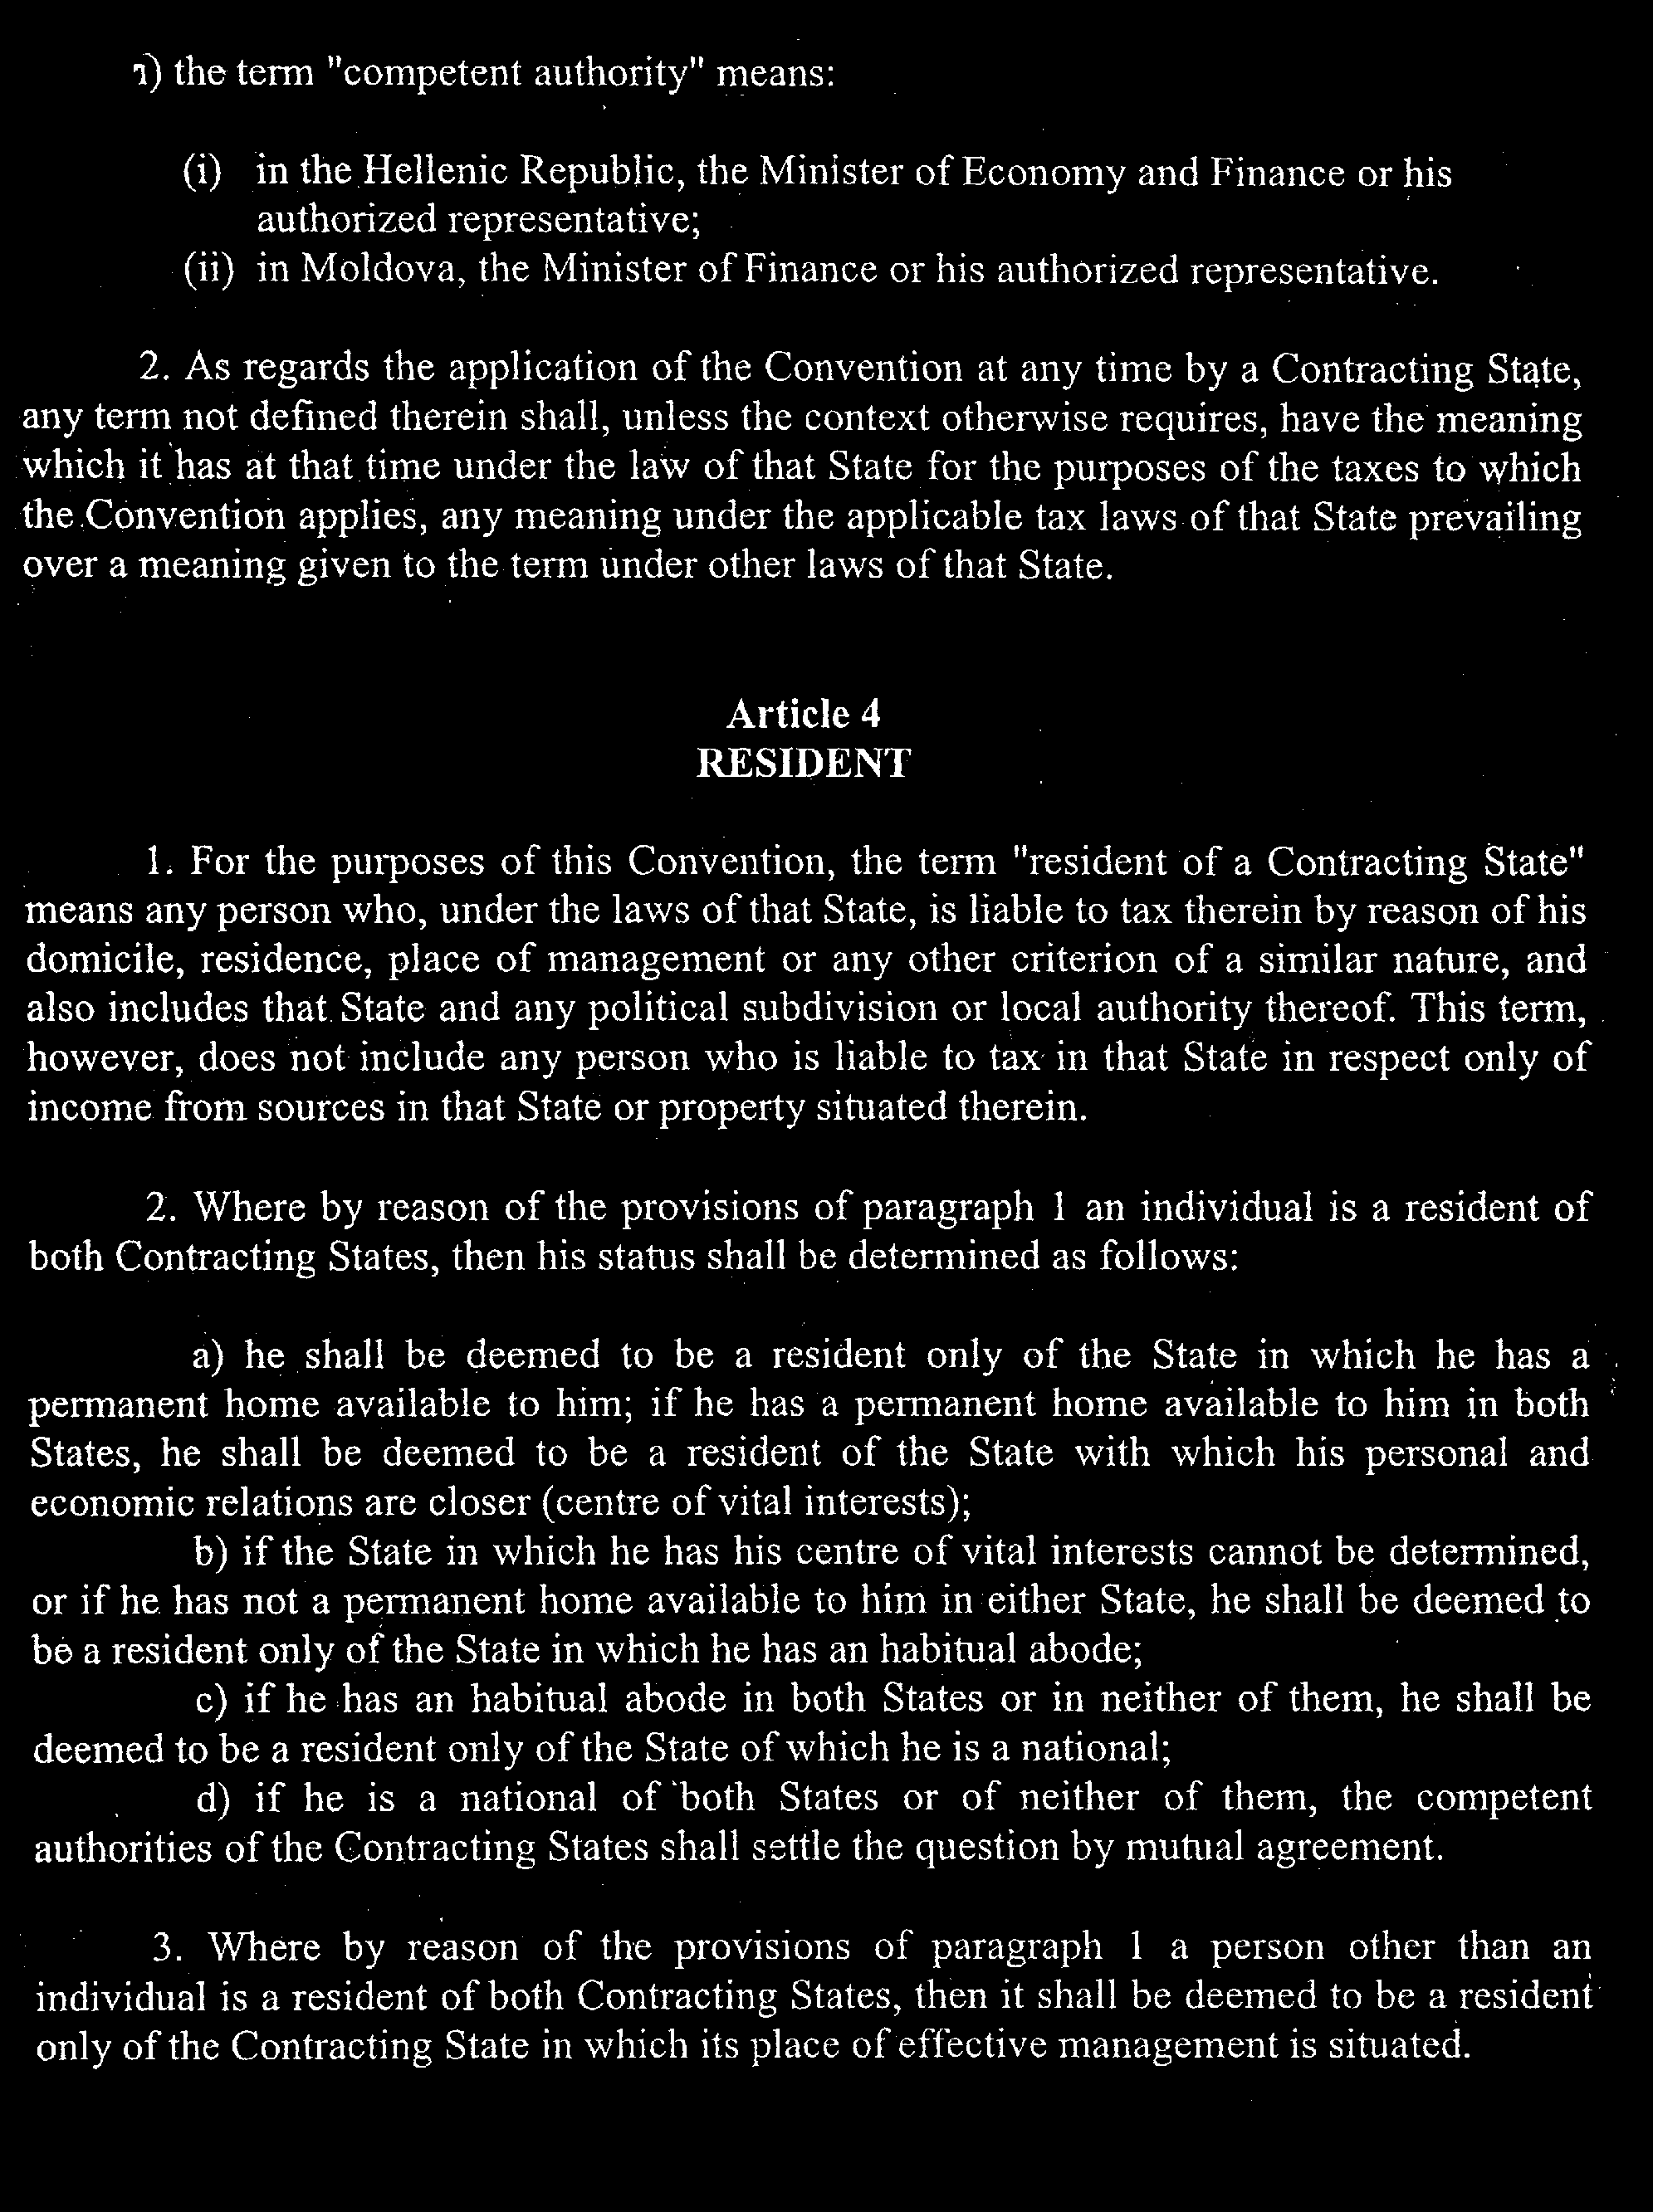 ) the term "competent authority" means:
(i) in the Hellenic Republic, the Minister of Economy and Finance or his
authorized representative;
(ii) in Moldova, the Minister of Finance or his authorized representative.
2. As regards the application of the Convention at any time by a Contracting State,
any term not defined therein shall, unless the context otherwise requires, have the meaning
which it has at that time under the law of that State for the purposes of the taxes to which
the Convention applies, any meaning under the applicable tax laws of that State prevailing
over a meaning given to the term under other laws of that State.
Article 4
RESIDENT
1. For the purposes of this Convention, the term "resident of a Contracting State"
means any person who, under the laws of that State, is liable to tax therein by reason of his
domicile, residence, place of management or any other criterion of a similar nature, and
also includes that State and any political subdivision or local authority thereof. This term,
however, does not include any person who is liable to tax in that State in respect only of
income from sources in that State or property situated therein.
2. Where by reason of the provisions of paragraph 1 an individual is a resident of
both Contracting States, then his status shall be determined as follows:
a) he shall be deemed to be a resident only of the State in which he has a
permanent home available to him; if he has a permanent home available to him in both
States, he shall be deemed to be a resident of the State with which his personal and
economic relations are closer (centre of vital interests);
b) if the State in which he has his centre of vital interests cannot be determined,
or if he has not a permanent home available to him in either State, he shall be deemed to
be a resident only of the State in which he has an habitual abode;
c) if he has an habitual abode in both States or in neither of them, he shall be
deemed to be a resident only of the State of which he is a national;
d) if he is a national of both States or of neither of them, the competent
authorities of the Contracting States shall settle the question by mutual agreement.
3. Where by reason of the provisions of paragraph 1 a person other than an
individual is a resident of both Contracting States, then it shall be deemed to be a resident
only of the Contracting State in which its place of effective management is situated.